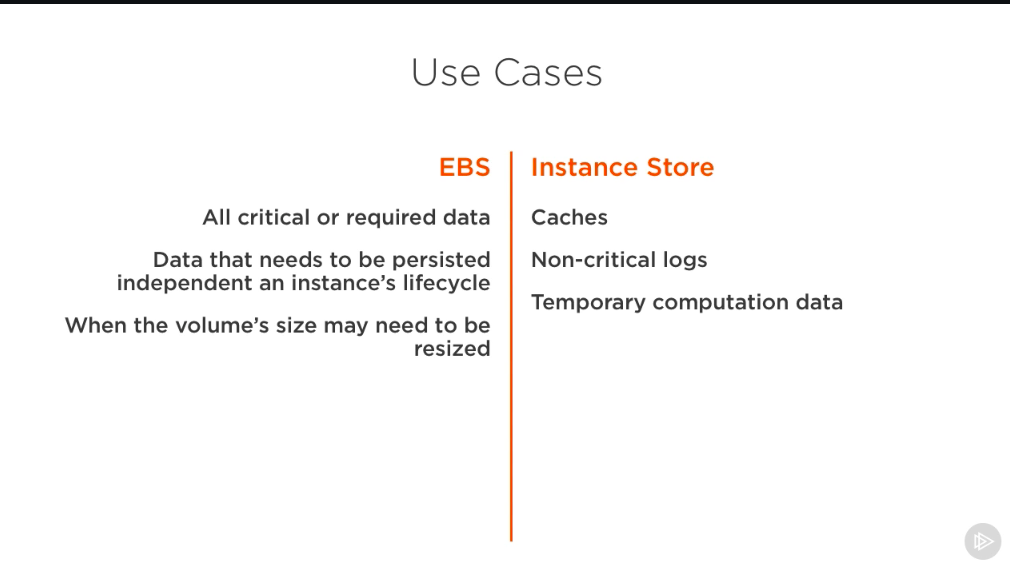 Use Cases
EBS
All critical or required data
Data that needs to be persisted
independent an instance's lifecycle
When the volume's size may need to be
resized
Instance Store
Caches
Non-critical logs
Temporary computation data